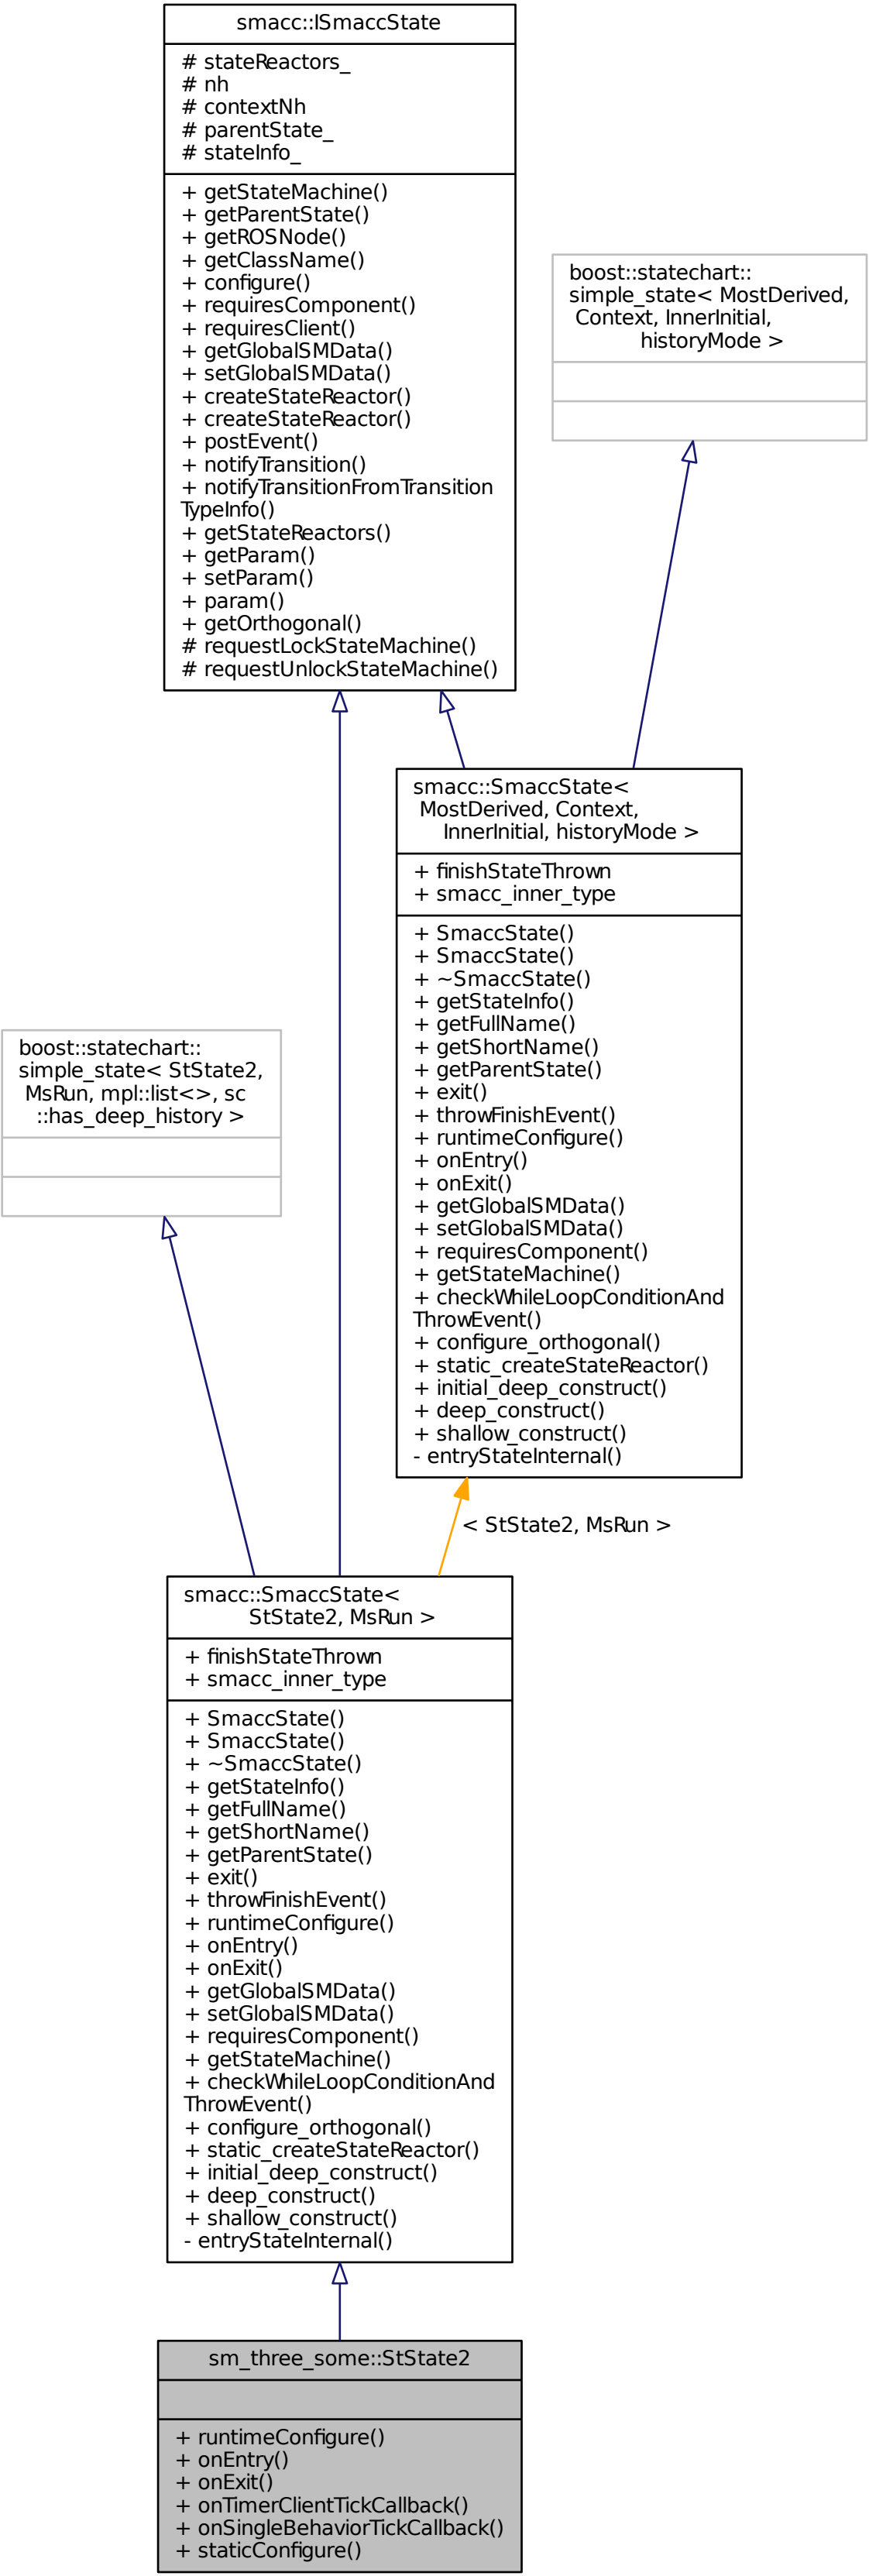 smacc::ISmaccState
# stateReactors_
# nh
# contextNh
# parentState_
# stateInfo_
+ getStateMachine()
+ getParentState()
+ getROSNode()
+ getClassName()
+ configure()
+ requiresComponent()
+ requiresClient()
+ getGlobalSMData()
+ setGlobalSMData()
+ createStateReactor()
+ createStateReactor()
+ postEvent()
+ notifyTransition()
+ notifyTransitionFromTransition
TypeInfo()
+ getStateReactors()
+ getParam()
+ setParam()
+ param()
+ getOrthogonal()
# requestLockStateMachine()
# requestUnlockStateMachine()
boost::statechart::
simple_state< MostDerived,
Context, InnerInitial,
historyMode >
smacc::SmaccState<
MostDerived, Context,
InnerInitial, historyMode >
+ finishStateThrown
+ smacc_inner_type
+ SmaccState()
+ SmaccState()
+ ~SmaccState()
+ getStateInfo()
+ getFullName()
+ getShortName()
+ getParentState()
+ exit()
+ throwFinishEvent()
+ runtimeConfigure()
+ onEntry()
+ onExit()
+ getGlobalSMData()
+ setGlobalSMData()
+ requiresComponent()
+ getStateMachine()
+ checkWhileLoopConditionAnd
ThrowEvent()
+ configure_orthogonal()
+ static_createStateReactor()
+ initial_deep_construct()
+ deep_construct()
+ shallow_construct()
- entryStateInternal()
boost::statechart::
simple_state< StState2,
MsRun, mpl::list<>, sc
::has_deep_history >
< StState2, MsRun >
smacc::SmaccState<
StState2, MsRun >
+ finishStateThrown
+ smacc_inner_type
+ SmaccState()
+ SmaccState()
+ ~SmaccState()
+ getStateInfo()
+ getFullName()
+ getShortName()
+ getParentState()
+ exit()
+ throwFinishEvent()
+ runtimeConfigure()
+ onEntry()
+ onExit()
+ getGlobalSMData()
+ setGlobalSMData()
+ requiresComponent()
+ getStateMachine()
+ checkWhileLoopConditionAnd
ThrowEvent()
+ configure_orthogonal()
+ static_createStateReactor()
+ initial_deep_construct()
+ deep_construct()
+ shallow_construct()
- entryStateInternal()
sm_three_some::StState2
+ runtimeConfigure()
+ onEntry()
+ onExit()
+ onTimerClientTickCallback()
+ onSingleBehaviorTickCallback()
+ staticConfigure()